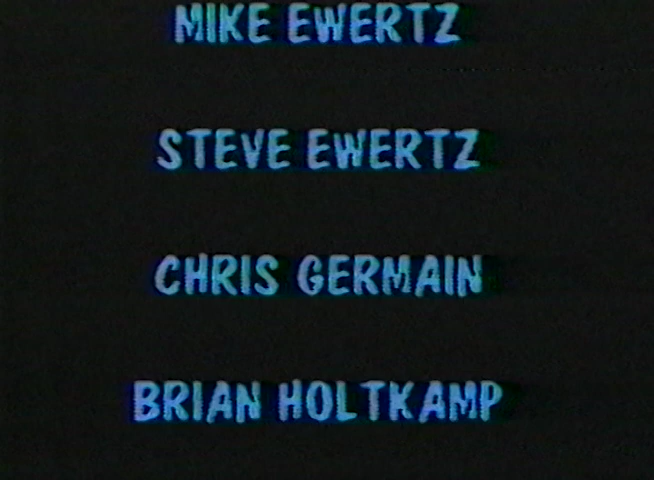 MIKE EWERTZ
STEVE EWERTZ
CHRIS GERMAIN
BRIAN HOLTKAMP